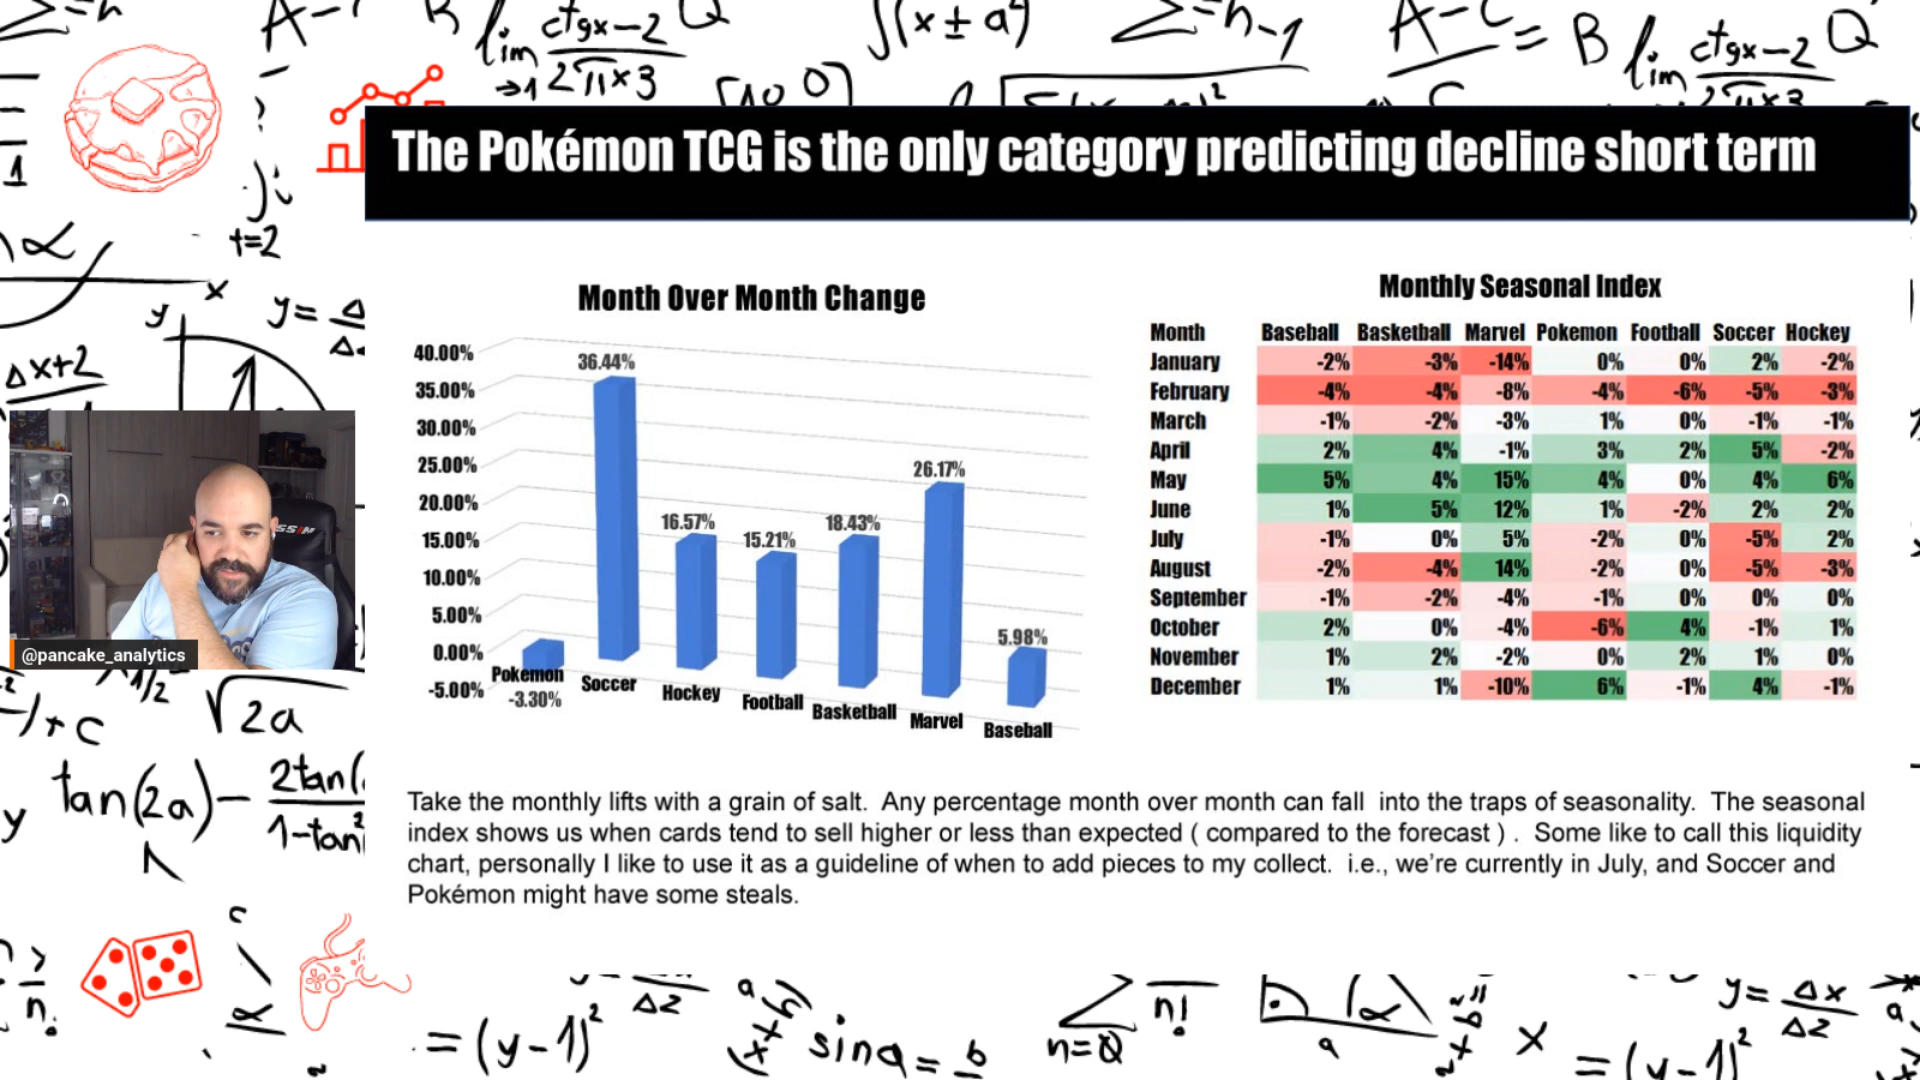 The Pokémon TCG is the only category predicting decline short term
Month Over Month Change
40.00%
35.00%
30.00%
25.00%
20.00%
15.00%
10.00%
5.00%
0.00%
-5.00%
36.44%
16.57%
15.21%
18.43%
26.17%
5.98%
-3.30%
Pokemon
Soccer
Hockey
Football
Basketball
Marvel
Baseball
Monthly Seasonal Index
Month Baseball Basketball Marvel Pokemon Football Soccer Hockey
January -2% -3% -14% 0% 0% 2% -2%
February -4% -4% -8% -4% -6% -5% -3%
March -1% -2% -3% 1% 0% -1% -1%
April 2% 4% -1% 3% 2% 5% -2%
May 5% 4% 15% 4% 0% 4% 6%
June 1% 5% 12% 1% -2% 2% 2%
July -1% 0% 5% -2% 0% -5% 2%
August -2% -4% 14% -2% 0% -5% -3%
September -1% -2% -4% -1% 0% 0% 0%
October 2% 0% -4% -6% 4% -1% 1%
November 1% 2% -2% 0% 2% 1% 0%
December 1% 1% -10% 6% -1% 4% -1%
@pancake_analytics
Take the monthly lifts with a grain of salt. Any percentage month over month can fall into the traps of seasonality. The seasonal
index shows us when cards tend to sell higher or less than expected ( compared to the forecast ) . Some like to call this liquidity
chart, personally I like to use it as a guideline of when to add pieces to my collect. i.e., we're currently in July, and Soccer and
Pokémon might have some steals.
t=2
√2a
= (y-1)²
sina = b
n=Q
n!
y= Δx
Δz